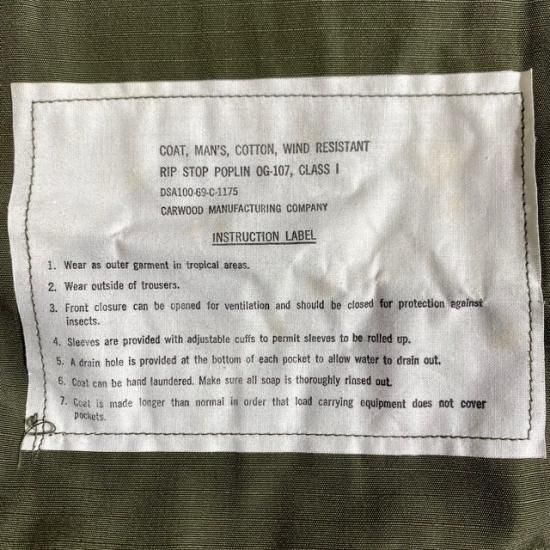 COAT, MAN'S, COTTON, WIND RESISTANT
RIP STOP POPLIN OG-107, CLASS I
DSA100-69-C-1175
CARWOOD MANUFACTURING COMPANY
INSTRUCTION LABEL
1. Wear as outer garment in tropical areas.
2. Wear outside of trousers.
3. Front closure can be opened for ventilation and should be closed for protection against
insects.
4. Sleeves are provided with adjustable cuffs to permit sleeves to be rolled up.
5. A drain hole is provided at the bottom of each pocket to allow water to drain out.
6. Coat can be hand laundered. Make sure all soap is thoroughly rinsed out.
7. Coat is made longer than normal in order that load carrying equipment does not cover
pockets.